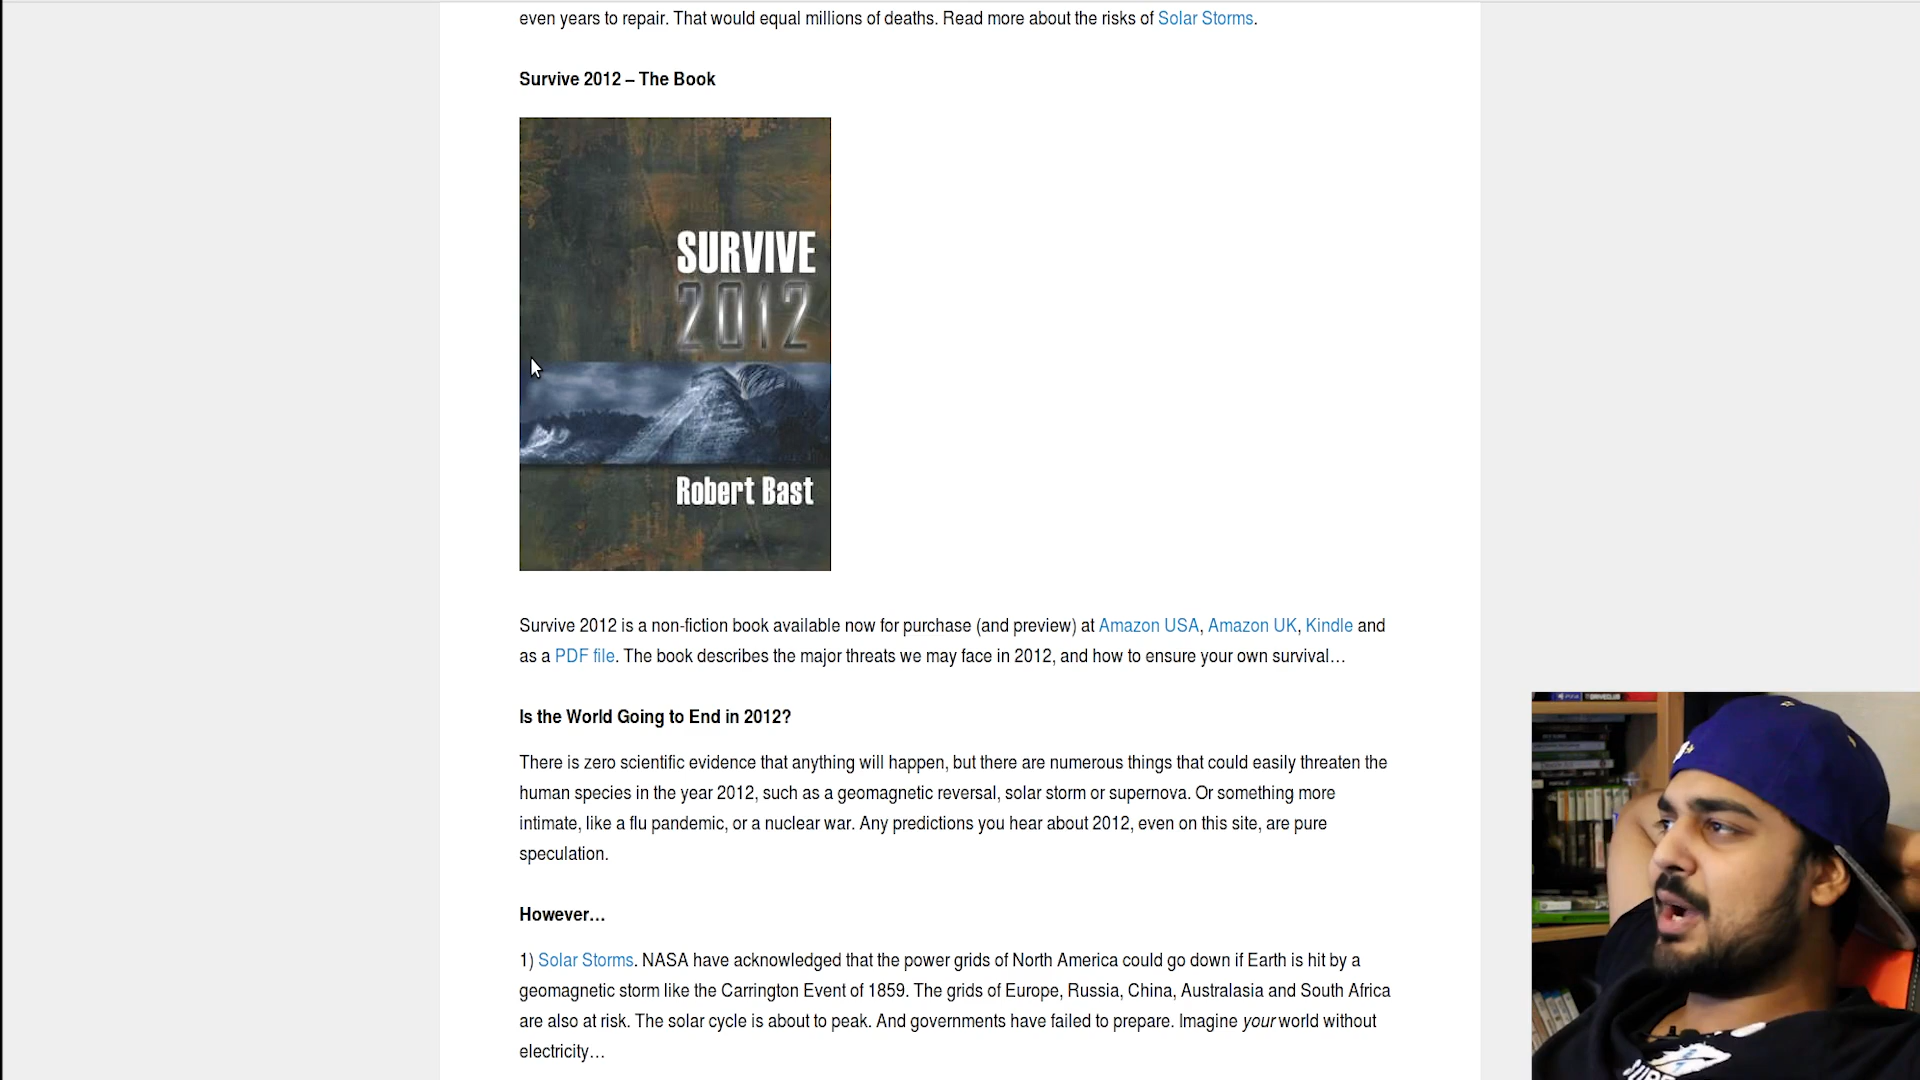 even years to repair. That would equal millions of deaths. Read more about the risks of Solar Storms.
Survive 2012 – The Book
SURVIVE
2012
Robert Bast
Survive 2012 is a non-fiction book available now for purchase (and preview) at Amazon USA, Amazon UK, Kindle and
as a PDF file. The book describes the major threats we may face in 2012, and how to ensure your own survival…
Is the World Going to End in 2012?
There is zero scientific evidence that anything will happen, but there are numerous things that could easily threaten the
human species in the year 2012, such as a geomagnetic reversal, solar storm or supernova. Or something more
intimate, like a flu pandemic, or a nuclear war. Any predictions you hear about 2012, even on this site, are pure
speculation.
However…
1) Solar Storms. NASA have acknowledged that the power grids of North America could go down if Earth is hit by a
geomagnetic storm like the Carrington Event of 1859. The grids of Europe, Russia, China, Australasia and South Africa
are also at risk. The solar cycle is about to peak. And governments have failed to prepare. Imagine your world without
electricity…
PS4